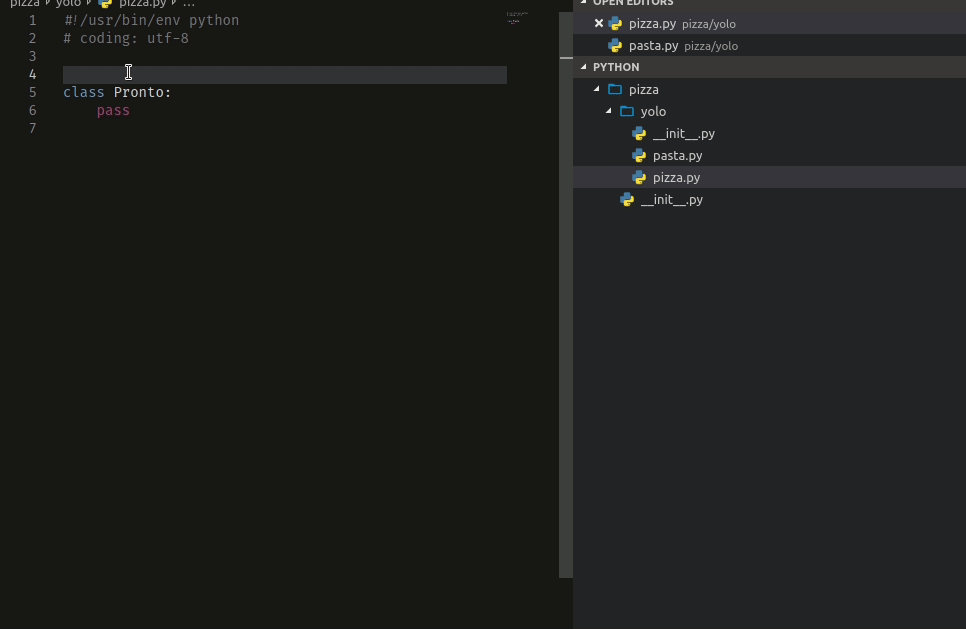 pizza yolo pizza.py ...
1 #!/usr/bin/env python
2 # coding: utf-8
3
4
5 class Pronto:
6     pass
7
OPEN EDITORS
pizza.py pizza/yolo
pasta.py pizza/yolo
PYTHON
pizza
yolo
__init__.py
pasta.py
pizza.py
__init__.py